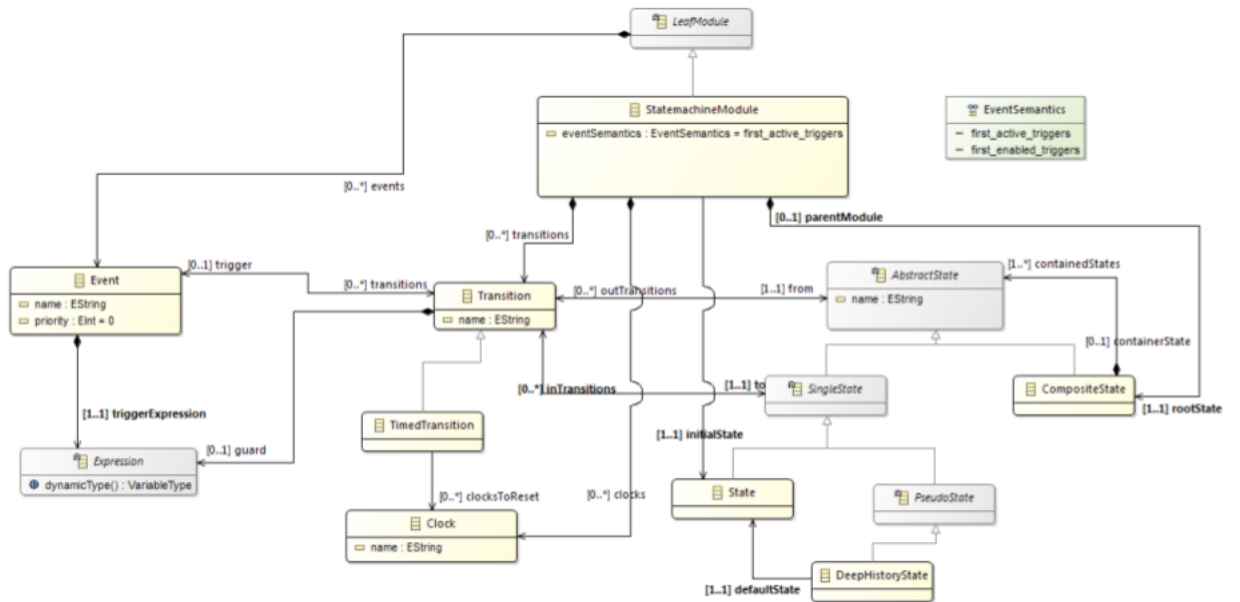 LeafModule
StatemachineModule
eventSemantics : EventSemantics = first_active_triggers
EventSemantics
first_active_triggers
first_enabled_triggers
[0..*] events
[0..1] parentModule
[0..*] transitions
[0..1] trigger
[1..*] containedStates
Event
name : EString
priority : EInt = 0
[0..*] transitions
Transition
name : EString
[0..*] outTransitions
[1..1] from
AbstractState
name : EString
[0..1] containerState
[0..*] inTransitions
[1..1] to
SingleState
CompositeState
[1..1] rootState
[1..1] triggerExpression
TimedTransition
[1..1] initialState
[0..1] guard
Expression
dynamicType() : VariableType
[0..*] clocksToReset
[0..*] clocks
State
PseudoState
Clock
name : EString
DeepHistoryState
[1..1] defaultState